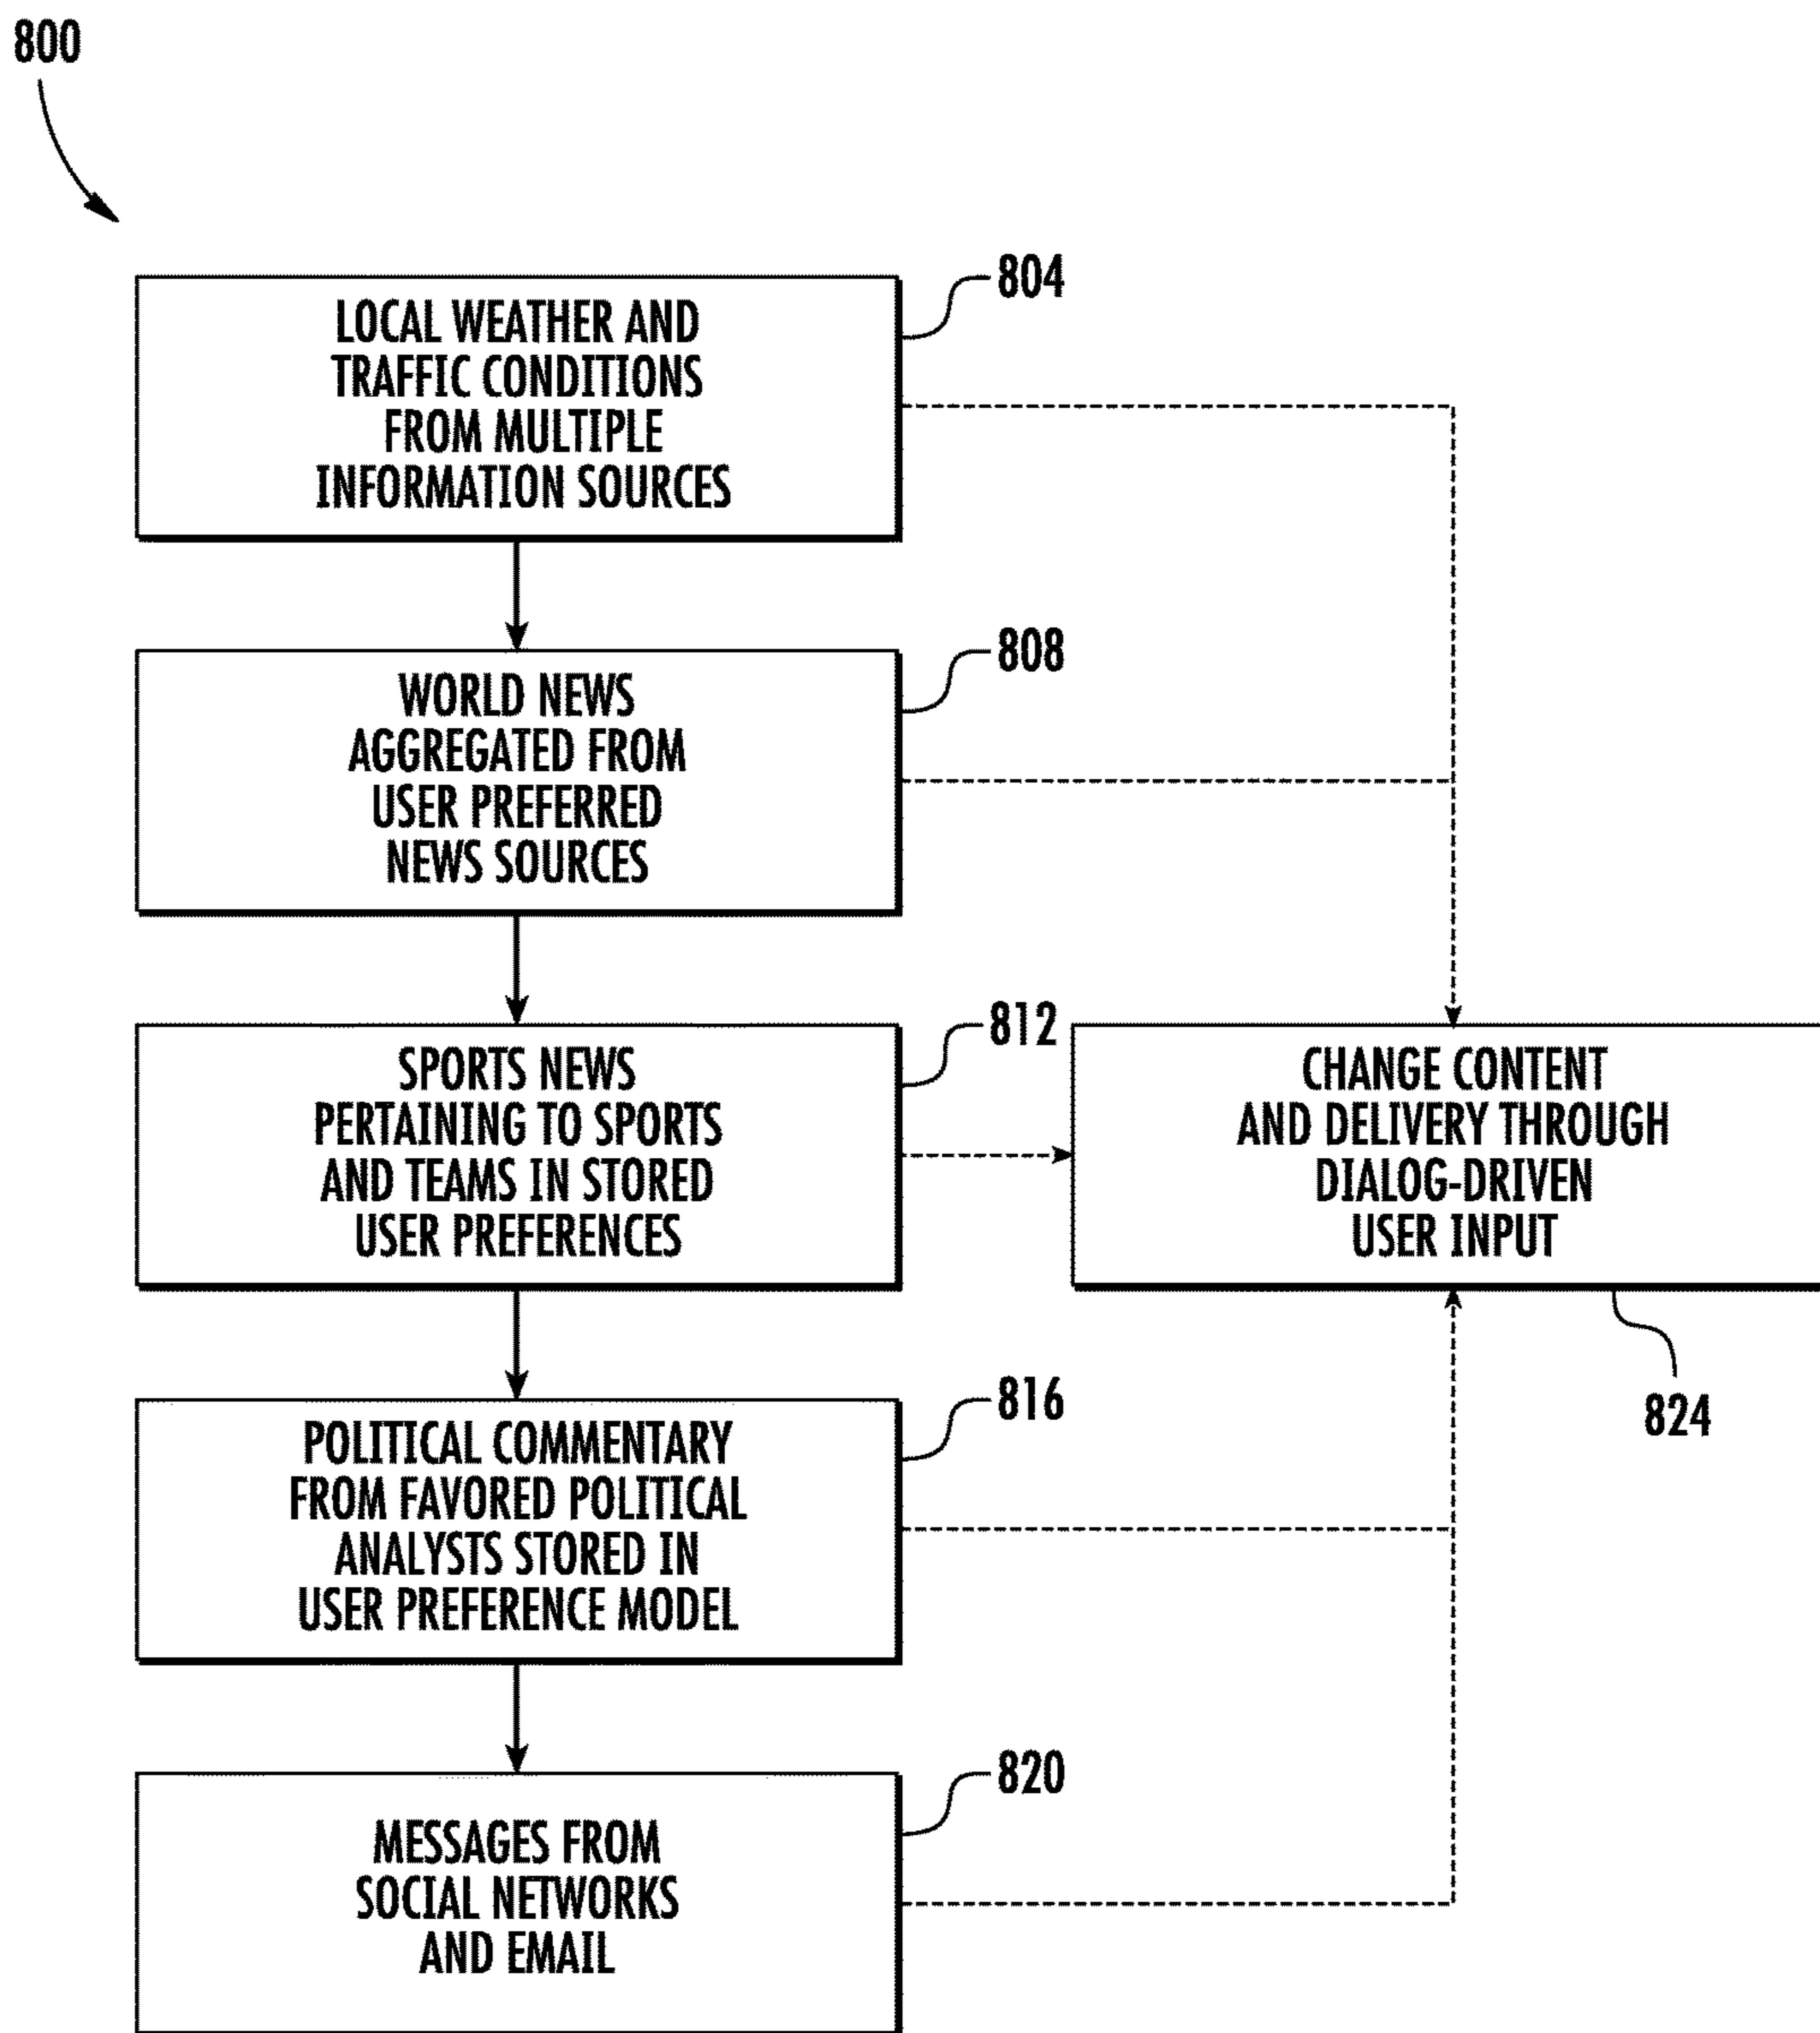 800
804
LOCAL WEATHER AND
TRAFFIC CONDITIONS
FROM MULTIPLE
INFORMATION SOURCES
808
WORLD NEWS
AGGREGATED FROM
USER PREFERRED
NEWS SOURCES
812
SPORTS NEWS
PERTAINING TO SPORTS
AND TEAMS IN STORED
USER PREFERENCES
CHANGE CONTENT
AND DELIVERY THROUGH
DIALOG-DRIVEN
USER INPUT
824
816
POLITICAL COMMENTARY
FROM FAVORED POLITICAL
ANALYSTS STORED IN
USER PREFERENCE MODEL
820
MESSAGES FROM
SOCIAL NETWORKS
AND EMAIL